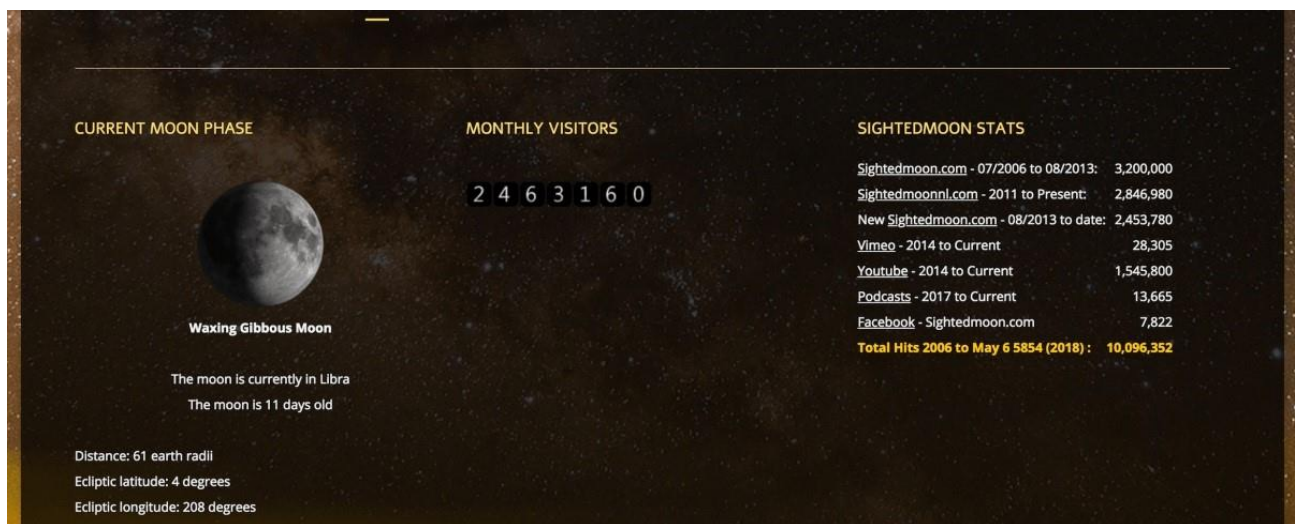 CURRENT MOON PHASE
Waxing Gibbous Moon
The moon is currently in Libra
The moon is 11 days old
Distance: 61 earth radii
Ecliptic latitude: 4 degrees
Ecliptic longitude: 208 degrees
MONTHLY VISITORS
2463160
SIGHTEDMOON STATS
Sightedmoon.com - 07/2006 to 08/2013: 3,200,000
Sightedmoonnl.com - 2011 to Present: 2,846,980
New Sightedmoon.com - 08/2013 to date: 2,453,780
Vimeo - 2014 to Current 28,305
Youtube - 2014 to Current 1,545,800
Podcasts - 2017 to Current 13,665
Facebook - Sightedmoon.com 7,822
Total Hits 2006 to May 6 5854 (2018) : 10,096,352